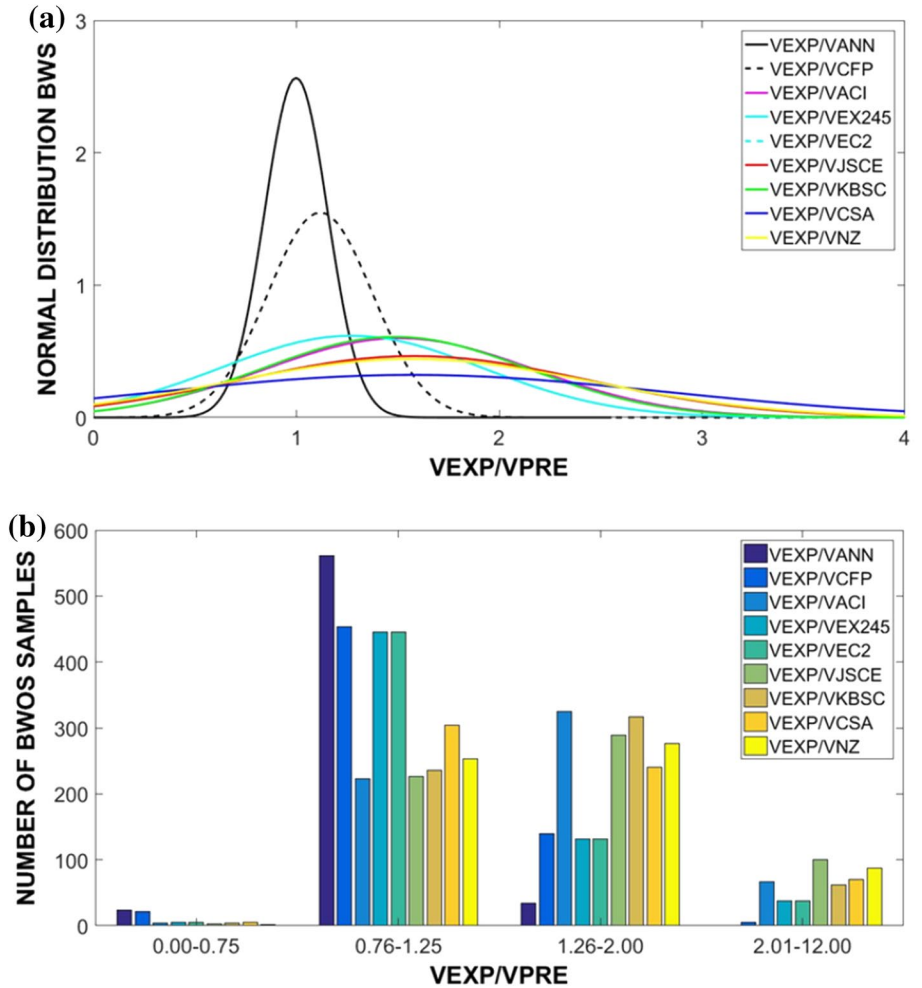 (a)
NORMAL DISTRIBUTION BWS
3
2
1
0
0 1 2 3 4
VEXP/VPRE
VEXP/VANN
VEXP/VCFP
VEXP/VACI
VEXP/VEX245
VEXP/VEC2
VEXP/VJSCE
VEXP/VKBSC
VEXP/VCSA
VEXP/VNZ
(b)
NUMBER OF BWOS SAMPLES
600
500
400
300
200
100
0
0.00-0.75 0.76-1.25 1.26-2.00 2.01-12.00
VEXP/VPRE
VEXP/VANN
VEXP/VCFP
VEXP/VACI
VEXP/VEX245
VEXP/VEC2
VEXP/VJSCE
VEXP/VKBSC
VEXP/VCSA
VEXP/VNZ